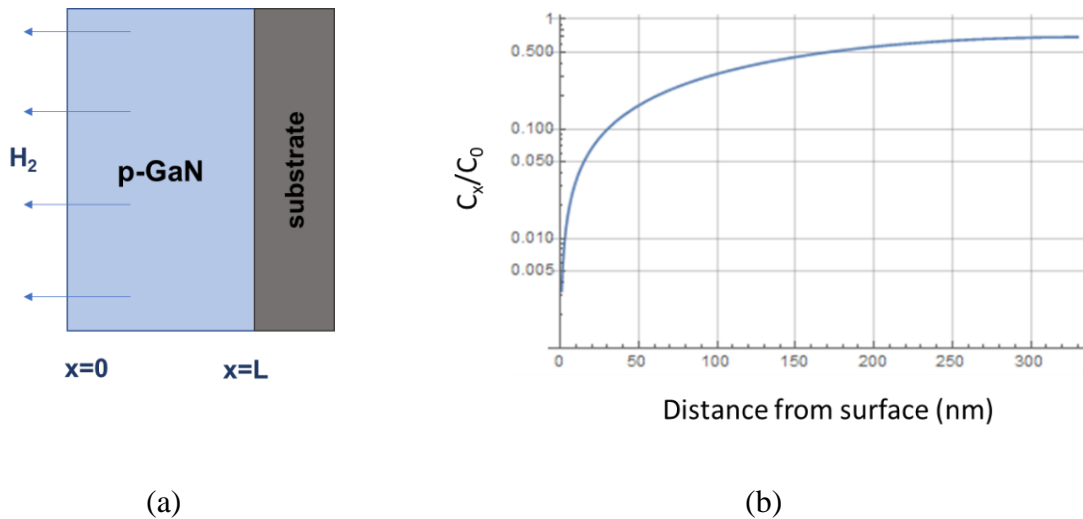 H₂
p-GaN
substrate
x=0 x=L
(a)
Cₓ/C₀
1
0.500
0.100
0.050
0.010
0.005
0 50 100 150 200 250 300
Distance from surface (nm)
(b)